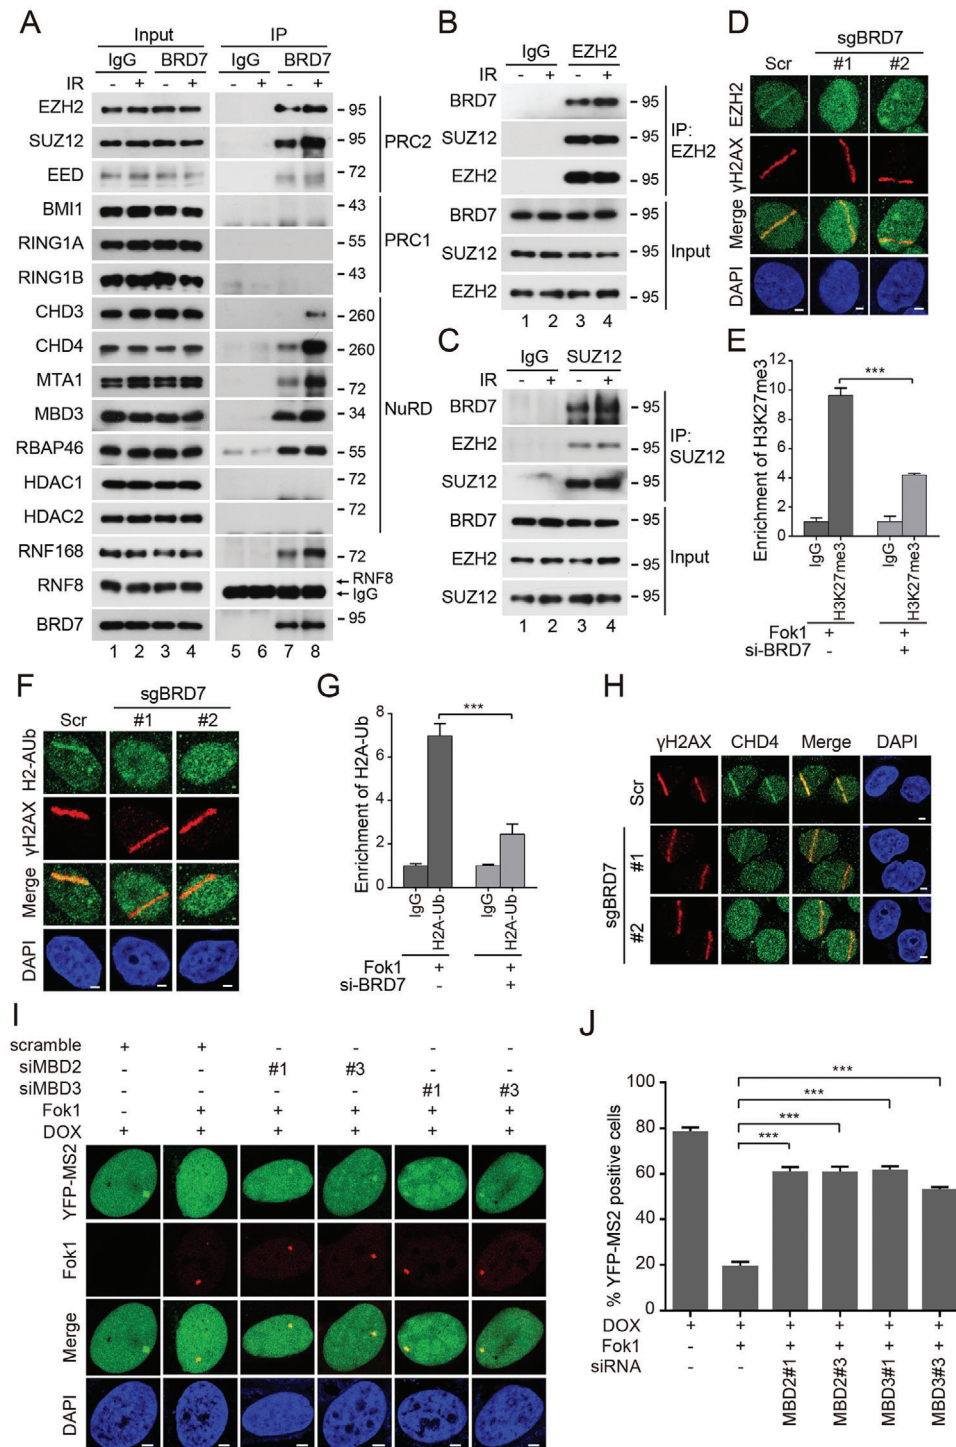 A
Input IP
IgG BRD7 IgG BRD7
IR - + - + - + - +
EZH2 - 95
SUZ12 - 95 PRC2
EED - 72
BMI1 - 43
RING1A - 55 PRC1
RING1B - 43
CHD3 - 260
CHD4 - 260
MTA1 - 72
MBD3 - 34 NuRD
RBAP46 - 55
HDAC1 - 72
HDAC2 - 72
RNF168 - 72
RNF8 RNF8
IgG
BRD7 - 95
1 2 3 4 5 6 7 8
B
IgG EZH2
IR - + - +
BRD7 - 95
SUZ12 - 95 IP: EZH2
EZH2 - 95
BRD7 - 95
SUZ12 - 95 Input
EZH2 - 95
1 2 3 4
C
IgG SUZ12
IR - + - +
BRD7 - 95
EZH2 - 95 IP: SUZ12
SUZ12 - 95
BRD7 - 95
EZH2 - 95 Input
SUZ12 - 95
1 2 3 4
D
sgBRD7
Scr #1 #2
EZH2
γH2AX
Merge
DAPI
E
Enrichment of H3K27me3
12
10
8
6
4
2
0
***
IgG H3K27me3 IgG H3K27me3
Fok1 + +
si-BRD7 - +
F
sgBRD7
Scr #1 #2
H2-AUb
γH2AX
Merge
DAPI
G
Enrichment of H2A-Ub
8
6
4
2
0
***
IgG H2A-Ub IgG H2A-Ub
Fok1 + +
si-BRD7 - +
H
γH2AX CHD4 Merge DAPI
Scr
sgBRD7
#1
#2
I
scramble + + - - - -
siMBD2 - - #1 #3 - -
siMBD3 - - - - #1 #3
Fok1 - + + + + +
DOX + + + + + +
YFP-MS2
Fok1
Merge
DAPI
J
% YFP-MS2 positive cells
100
80
60
40
20
0
***
***
***
***
DOX + + + + + +
Fok1 - + + + + +
siRNA - - MBD2#1 MBD2#3 MBD3#1 MBD3#3